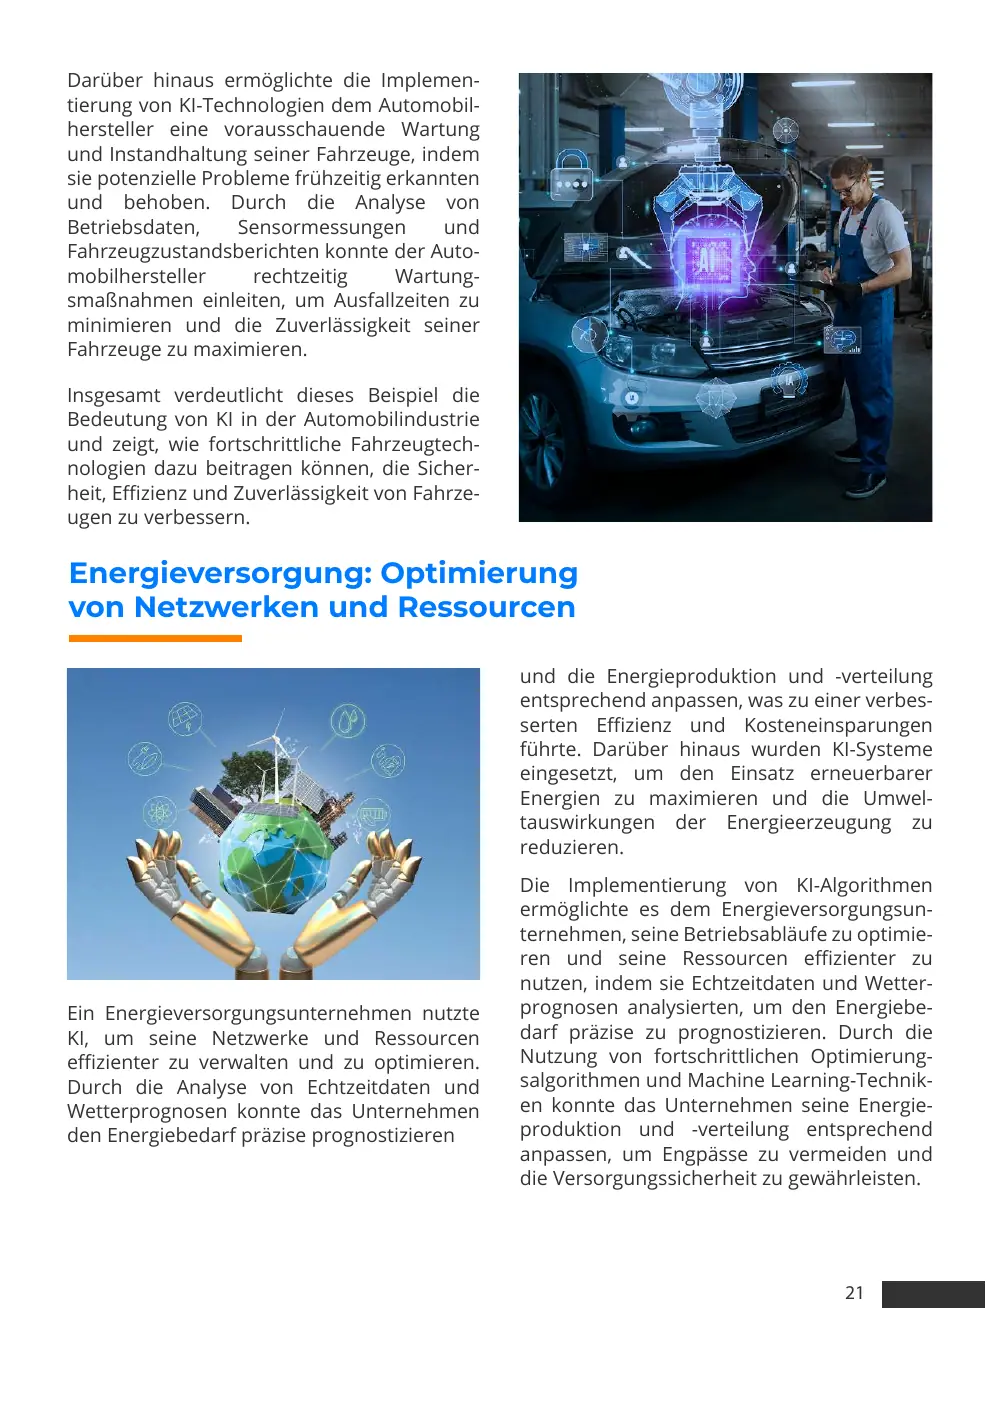 Darüber hinaus ermöglichte die Implemen-
tierung von KI-Technologien dem Automobil-
hersteller eine vorausschauende Wartung
und Instandhaltung seiner Fahrzeuge, indem
sie potenzielle Probleme frühzeitig erkannten
und behoben. Durch die Analyse von
Betriebsdaten, Sensormessungen und
Fahrzeugzustandsberichten konnte der Auto-
mobilhersteller rechtzeitig Wartung-
smaßnahmen einleiten, um Ausfallzeiten zu
minimieren und die Zuverlässigkeit seiner
Fahrzeuge zu maximieren.
Insgesamt verdeutlicht dieses Beispiel die
Bedeutung von KI in der Automobilindustrie
und zeigt, wie fortschrittliche Fahrzeugtech-
nologien dazu beitragen können, die Sicher-
heit, Effizienz und Zuverlässigkeit von Fahrze-
ugen zu verbessern.
AI
IA
IA
Energieversorgung: Optimierung
von Netzwerken und Ressourcen
Ein Energieversorgungsunternehmen nutzte
KI, um seine Netzwerke und Ressourcen
effizienter zu verwalten und zu optimieren.
Durch die Analyse von Echtzeitdaten und
Wetterprognosen konnte das Unternehmen
den Energiebedarf präzise prognostizieren
und die Energieproduktion und -verteilung
entsprechend anpassen, was zu einer verbes-
serten Effizienz und Kosteneinsparungen
führte. Darüber hinaus wurden KI-Systeme
eingesetzt, um den Einsatz erneuerbarer
Energien zu maximieren und die Umwel-
tauswirkungen der Energieerzeugung zu
reduzieren.
Die Implementierung von KI-Algorithmen
ermöglichte es dem Energieversorgungsun-
ternehmen, seine Betriebsabläufe zu optimie-
ren und seine Ressourcen effizienter zu
nutzen, indem sie Echtzeitdaten und Wetter-
prognosen analysierten, um den Energiebe-
darf präzise zu prognostizieren. Durch die
Nutzung von fortschrittlichen Optimierung-
salgorithmen und Machine Learning-Technik-
en konnte das Unternehmen seine Energie-
produktion und -verteilung entsprechend
anpassen, um Engpässe zu vermeiden und
die Versorgungssicherheit zu gewährleisten.
21